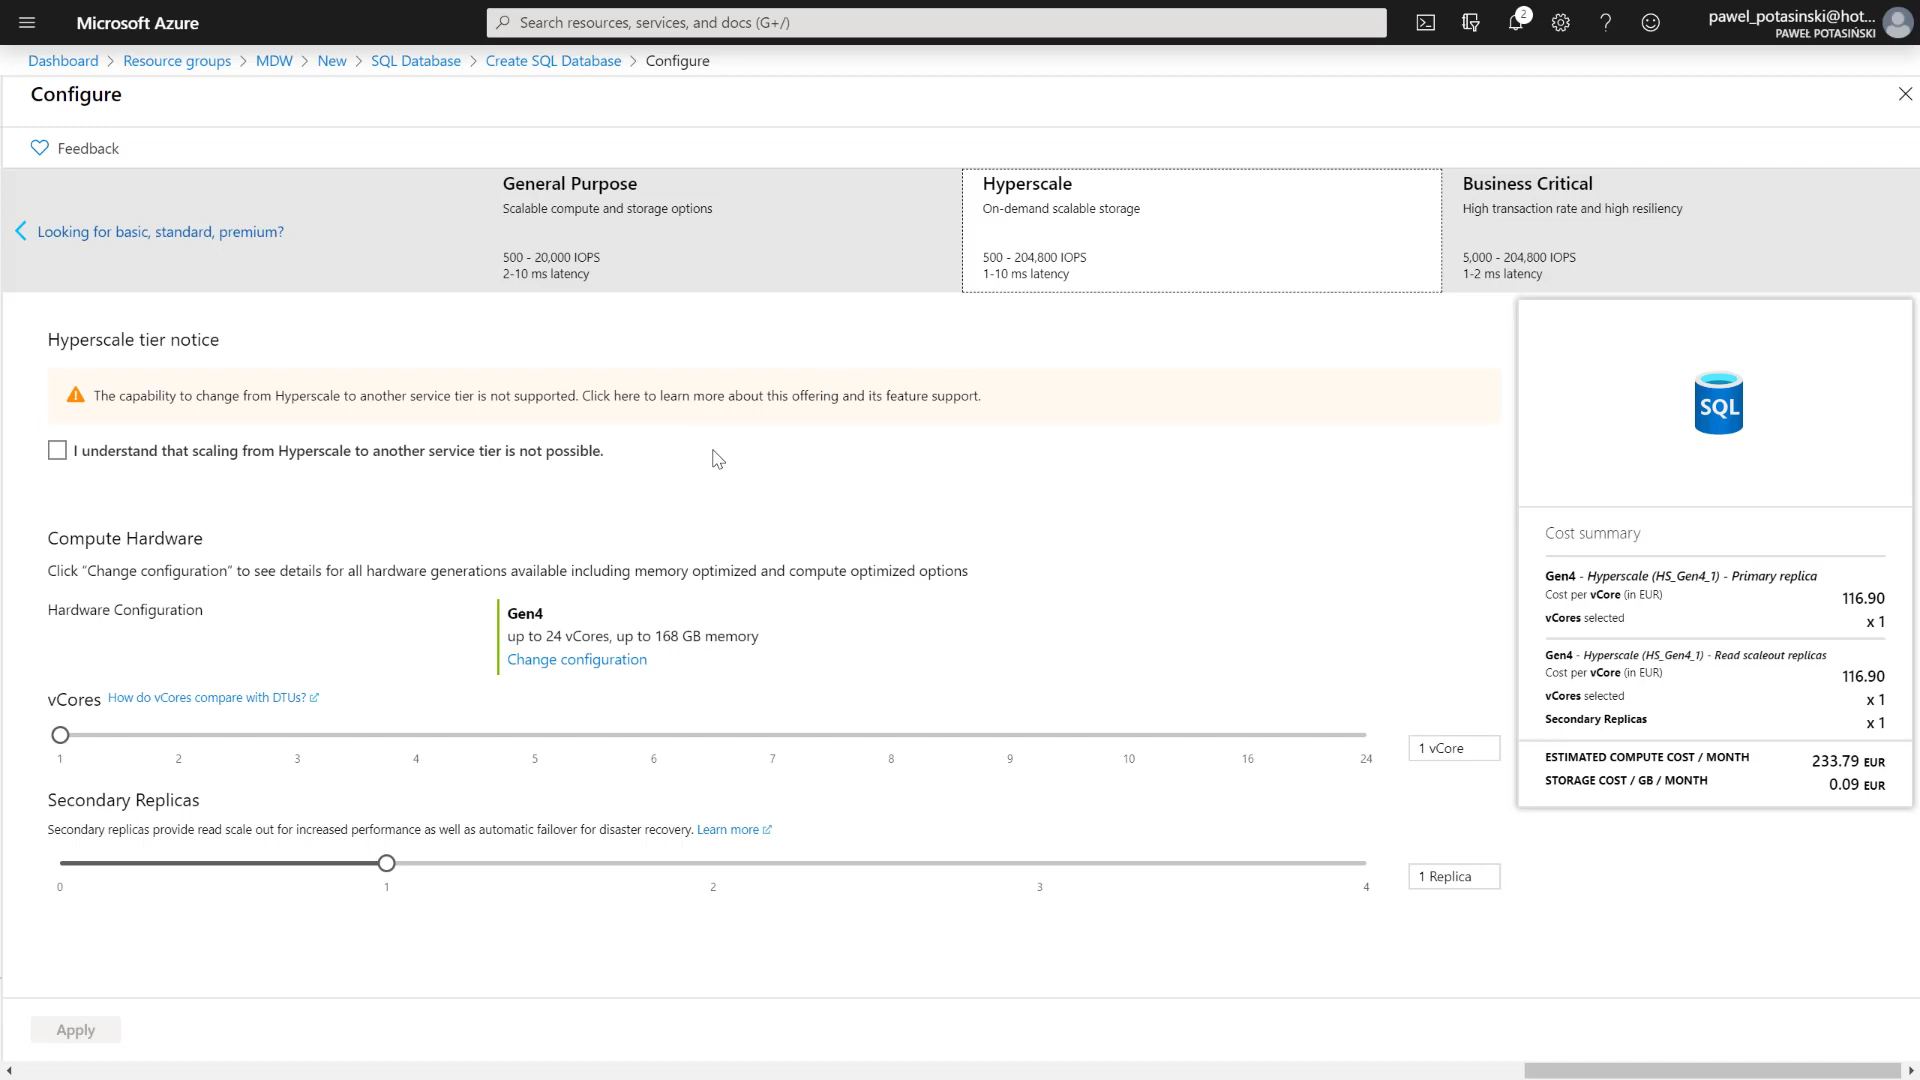 Microsoft Azure
Search resources, services, and docs (G+/)
2
pawel_potasinski@hot...
PAWEŁ POTASIŃSKI
Dashboard > Resource groups > MDW > New > SQL Database > Create SQL Database > Configure
Configure
Feedback
Looking for basic, standard, premium?
General Purpose
Scalable compute and storage options
500 - 20,000 IOPS
2-10 ms latency
Hyperscale
On-demand scalable storage
500 - 204,800 IOPS
1-10 ms latency
Business Critical
High transaction rate and high resiliency
5,000 - 204,800 IOPS
1-2 ms latency
Hyperscale tier notice
The capability to change from Hyperscale to another service tier is not supported. Click here to learn more about this offering and its feature support.
I understand that scaling from Hyperscale to another service tier is not possible.
Compute Hardware
Click "Change configuration" to see details for all hardware generations available including memory optimized and compute optimized options
Hardware Configuration
Gen4
up to 24 vCores, up to 168 GB memory
Change configuration
vCores How do vCores compare with DTUs?
1 2 3 4 5 6 7 8 9 10 16 24
1 vCore
Secondary Replicas
Secondary replicas provide read scale out for increased performance as well as automatic failover for disaster recovery. Learn more
0 1 2 3 4
1 Replica
SQL
Cost summary
Gen4 - Hyperscale (HS_Gen4_1) - Primary replica
Cost per vCore (in EUR) 116.90
vCores selected x 1
Gen4 - Hyperscale (HS_Gen4_1) - Read scaleout replicas
Cost per vCore (in EUR) 116.90
vCores selected x 1
Secondary Replicas x 1
ESTIMATED COMPUTE COST / MONTH 233.79 EUR
STORAGE COST / GB / MONTH 0.09 EUR
Apply